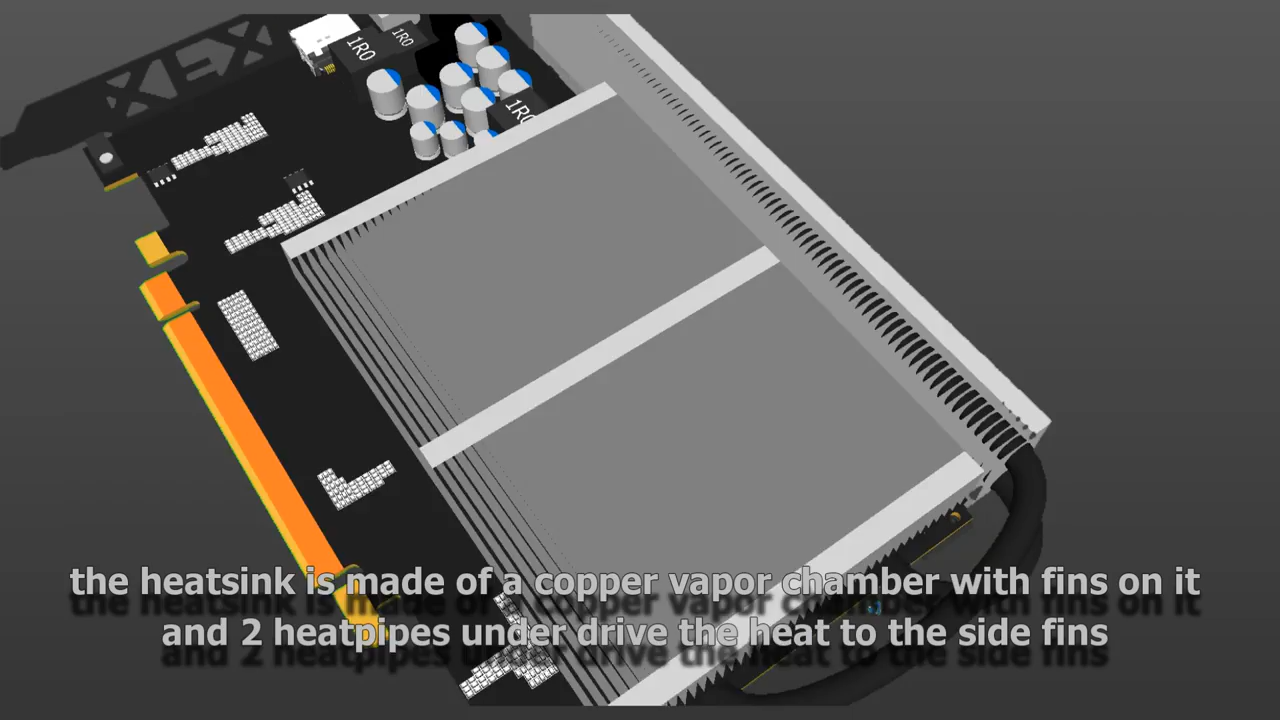 XEX
1R0
1R0
1R0
the heatsink is made of a copper vapor chamber with fins on it
and 2 heatpipes under drive the heat to the side fins